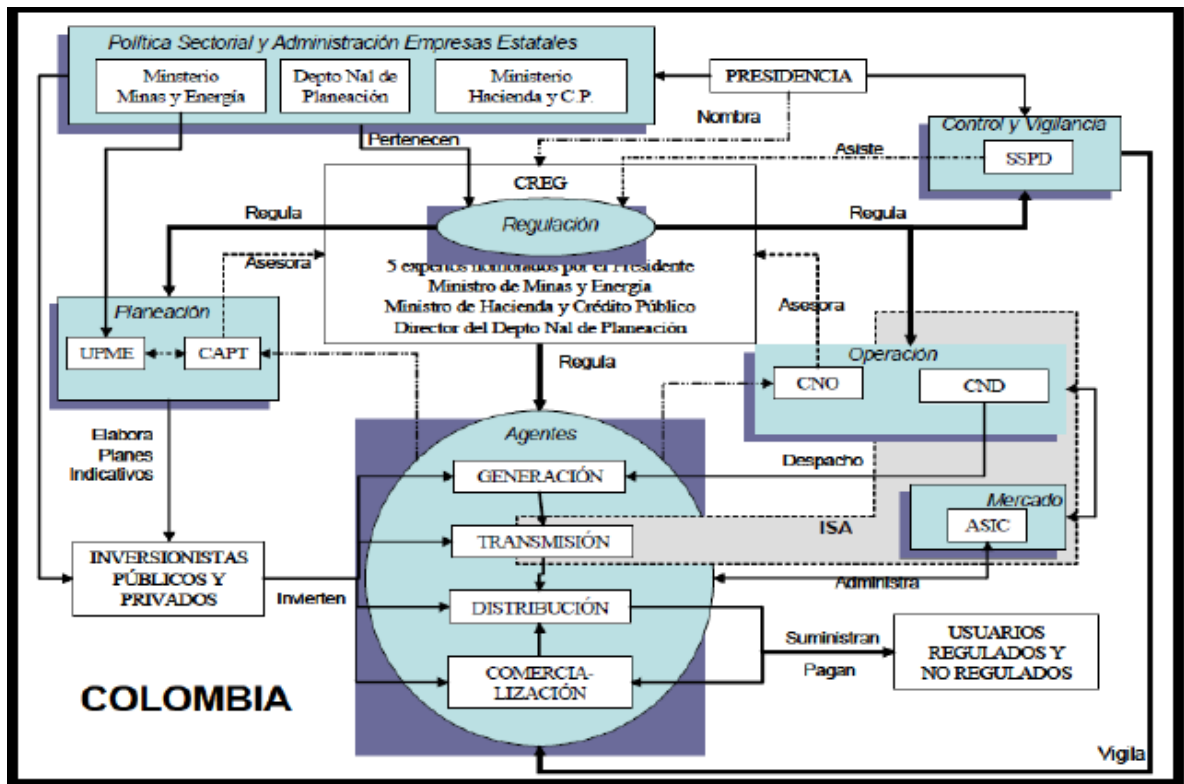 Política Sectorial y Administración Empresas Estatales
Minsterio
Minas y Energía
Depto Nal de
Planeación
Ministerio
Hacienda y C.P.
PRESIDENCIA
Nombra
Control y Vigilancia
SSPD
Pertenecen
Asiste
CREG
Regulación
Regula
Regula
Asesora
5 expertos nombrados por el Presidente
Ministro de Minas y Energía
Ministro de Hacienda y Crédito Público
Director del Depto Nal de Planeación
Asesora
Planeación
UPME
CAPT
Regula
Operación
CNO
CND
Elabora
Planes
Indicativos
Agentes
GENERACIÓN
Despacho
Mercado
ASIC
ISA
TRANSMISIÓN
INVERSIONISTAS
PÚBLICOS Y
PRIVADOS
Invierten
Administra
DISTRIBUCIÓN
Suministran
Pagan
USUARIOS
REGULADOS Y
NO REGULADOS
COMERCIA-
LIZACIÓN
COLOMBIA
Vigila